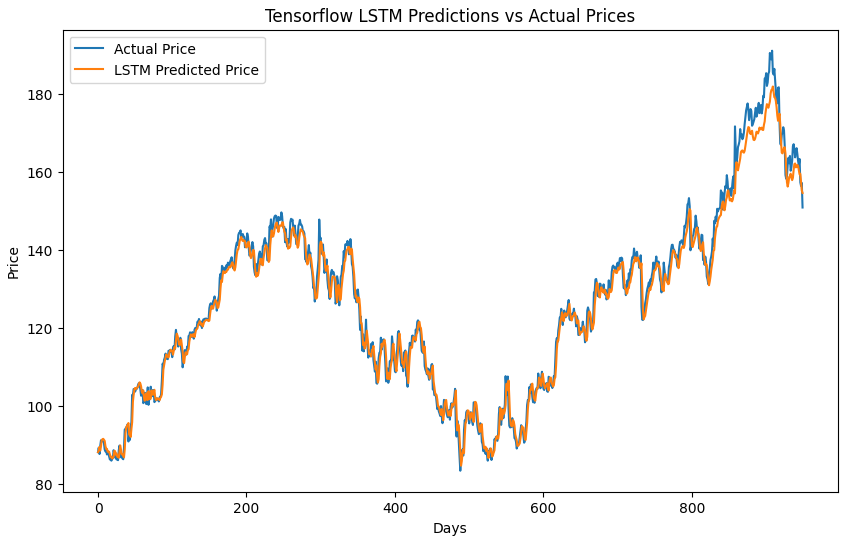 Tensorflow LSTM Predictions vs Actual Prices
Actual Price
LSTM Predicted Price
180
160
140
120
100
80
Price
0 200 400 600 800
Days